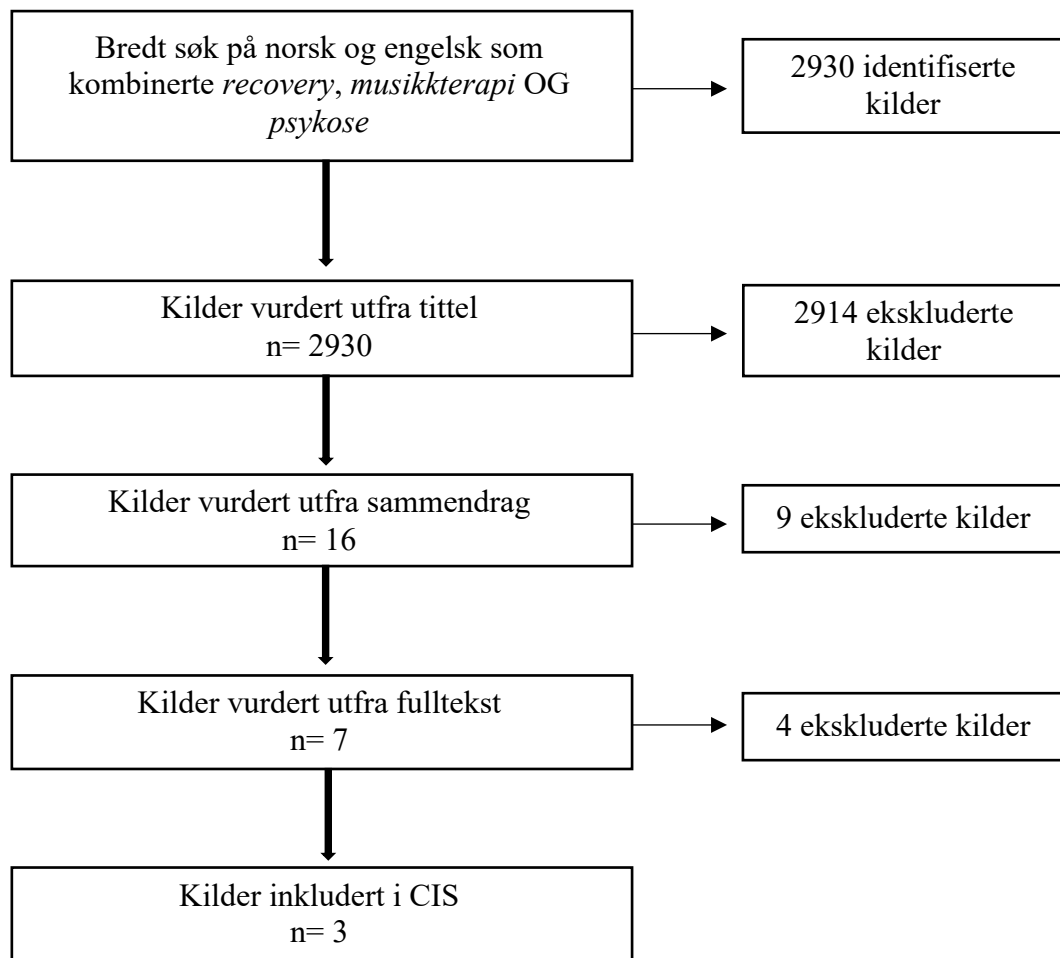 Bredt søk på norsk og engelsk som
kombinerte recovery, musikkterapi OG
psykose
2930 identifiserte
kilder
Kilder vurdert utfra tittel
n= 2930
2914 ekskluderte
kilder
Kilder vurdert utfra sammendrag
n= 16
9 ekskluderte kilder
Kilder vurdert utfra fulltekst
n= 7
4 ekskluderte kilder
Kilder inkludert i CIS
n= 3